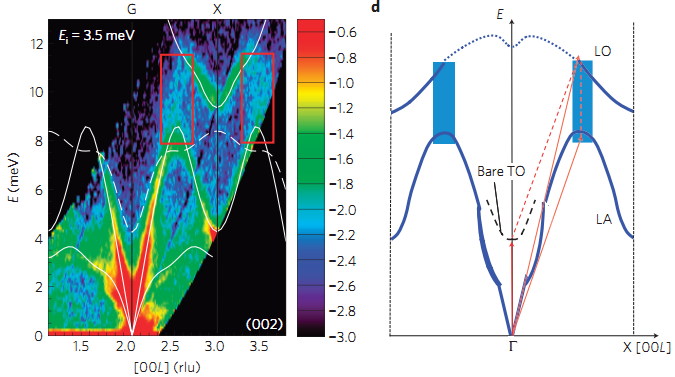 G X
E_i = 3.5 meV
12
10
8
6
4
2
0
E (meV)
1.5 2.0 2.5 3.0 3.5
[00L] (rlu)
(002)
−0.6
−0.8
−1.0
−1.2
−1.4
−1.6
−1.8
−2.0
−2.2
−2.4
−2.6
−2.8
−3.0
d
E
LO
Bare TO
LA
Γ
X [00L]